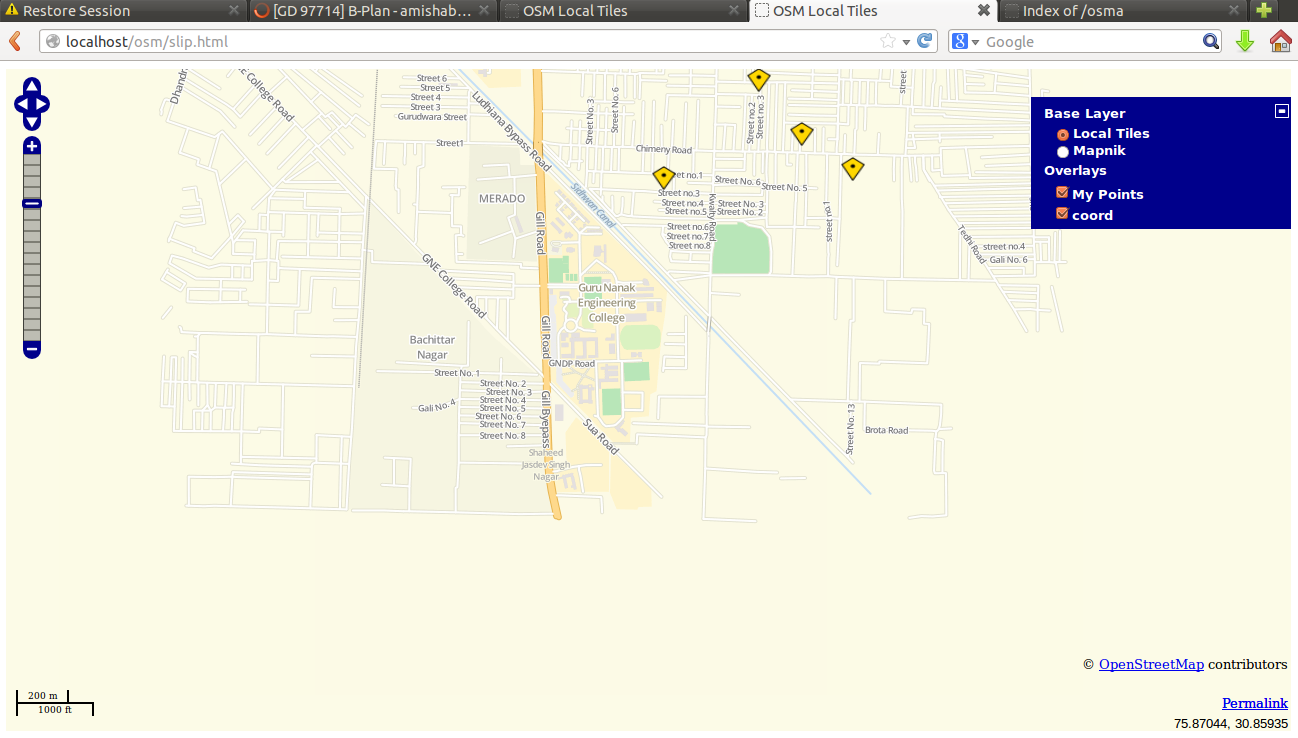 Restore Session
[GD 97714] B-Plan - amishab...
OSM Local Tiles
OSM Local Tiles
Index of /osma
localhost/osm/slip.html
Google
Street 6
Street 5
Street 4
Street 3
Gurudwara Street
Street1
GNE College Road
Ludhiana Bypass Road
Street No. 3
Street No. 6
street no.2
Street no. 3
Chimeny Road
Base Layer
Local Tiles
Mapnik
Overlays
My Points
coord
MERADO
Sidhwan Canal
Street no.3
Street no.4
Street no.5
Street no.6
Street no.7
Street no.8
Street No. 6
Street No. 5
Street No. 3
Street No. 2
Kwality Road
street no.1
Tedhi Road
street no.4
Gali No. 6
Gill Road
GNE College Road
Guru Nanak
Engineering
College
Bachittar
Nagar
Gill Road
GNDP Road
Street No. 1
Street No. 2
Street No. 3
Street No. 4
Street No. 5
Street No. 6
Street No. 7
Street No. 8
Gali No. 4
Gill Byepass
Sua Road
Shaheed
Jasdev Singh
Nagar
Street No. 13
Brota Road
© OpenStreetMap contributors
200 m
1000 ft
Permalink
75.87044, 30.85935